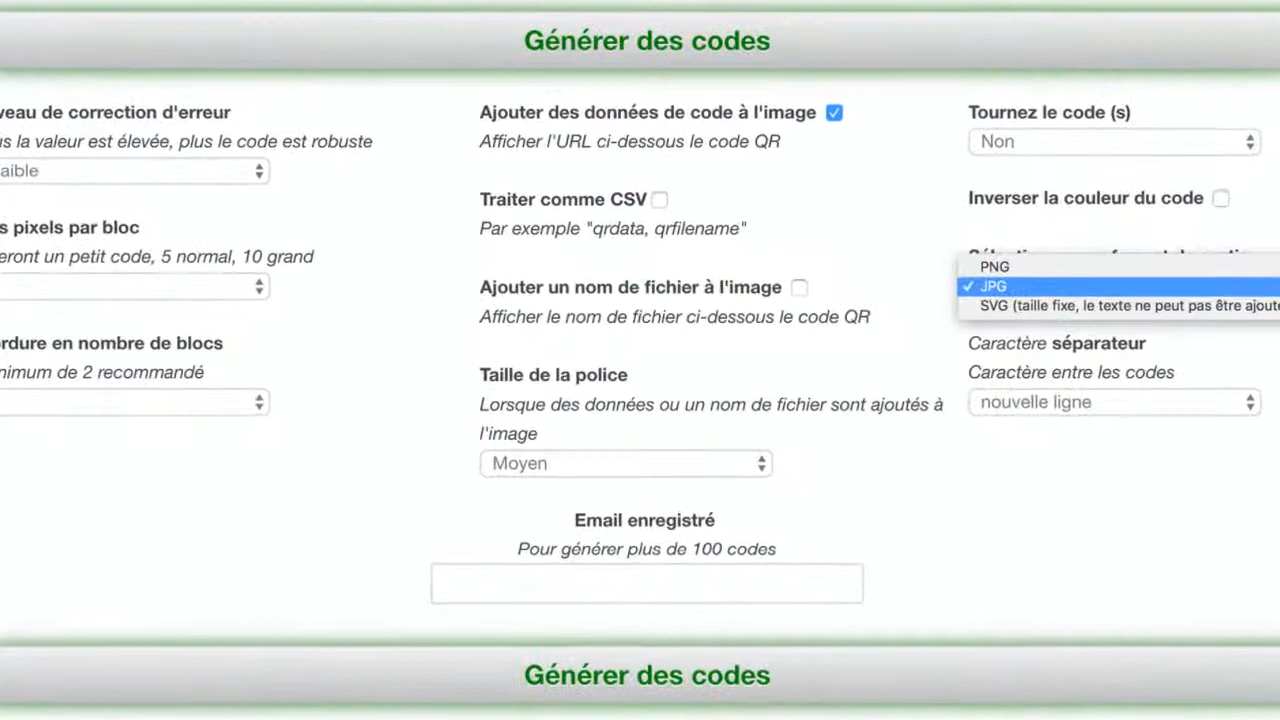 Générer des codes
veau de correction d'erreur
s la valeur est élevée, plus le code est robuste
aible
s pixels par bloc
eront un petit code, 5 normal, 10 grand
rdure en nombre de blocs
nimum de 2 recommandé
Ajouter des données de code à l'image
Afficher l'URL ci-dessous le code QR
Traiter comme CSV
Par exemple "qrdata, qrfilename"
Ajouter un nom de fichier à l'image
Afficher le nom de fichier ci-dessous le code QR
Taille de la police
Lorsque des données ou un nom de fichier sont ajoutés à
l'image
Moyen
Tournez le code (s)
Non
Inverser la couleur du code
PNG
✓ JPG
SVG (taille fixe, le texte ne peut pas être ajouté
Caractère séparateur
Caractère entre les codes
nouvelle ligne
Email enregistré
Pour générer plus de 100 codes
Générer des codes